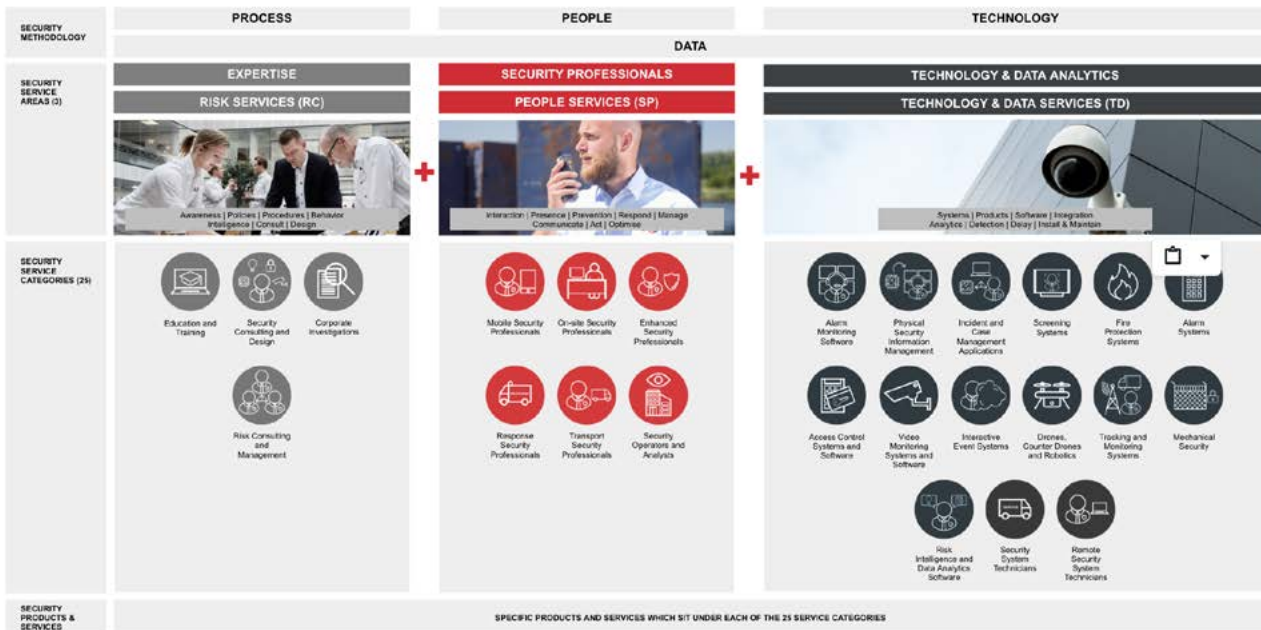 SECURITY
METHODOLOGY
PROCESS
PEOPLE
TECHNOLOGY
DATA
SECURITY
SERVICE
AREAS (3)
EXPERTISE
SECURITY PROFESSIONALS
TECHNOLOGY & DATA ANALYTICS
RISK SERVICES (RC)
PEOPLE SERVICES (SP)
TECHNOLOGY & DATA SERVICES (TD)
Awareness | Policies | Procedures | Behavior
Intelligence | Consult | Design
Interaction | Presence | Prevention | Respond | Manage
Communicate | Act | Optimise
Systems | Products | Software | Integration
Analytics | Detection | Delay | Install & Maintain
SECURITY
SERVICE
CATEGORIES (25)
Education and
Training
Security
Consulting and
Design
Corporate
Investigations
Risk Consulting
and
Management
Mobile Security
Professionals
On-site Security
Professionals
Enhanced
Security
Professionals
Response
Security
Professionals
Transport
Security
Professionals
Security
Operators and
Analysts
Alarm
Monitoring
Software
Physical
Security
Information
Management
Incident and
Case
Management
Applications
Screening
Systems
Fire
Protection
Systems
Alarm
Systems
Access Control
Systems and
Software
Video
Monitoring
Systems and
Software
Interactive
Event Systems
Drones,
Counter Drones
and Robotics
Tracking and
Monitoring
Systems
Mechanical
Security
Risk
Intelligence and
Data Analytics
Software
Security
System
Technicians
Remote
Security
System
Technicians
SECURITY
PRODUCTS &
SERVICES
SPECIFIC PRODUCTS AND SERVICES WHICH SIT UNDER EACH OF THE 25 SERVICE CATEGORIES